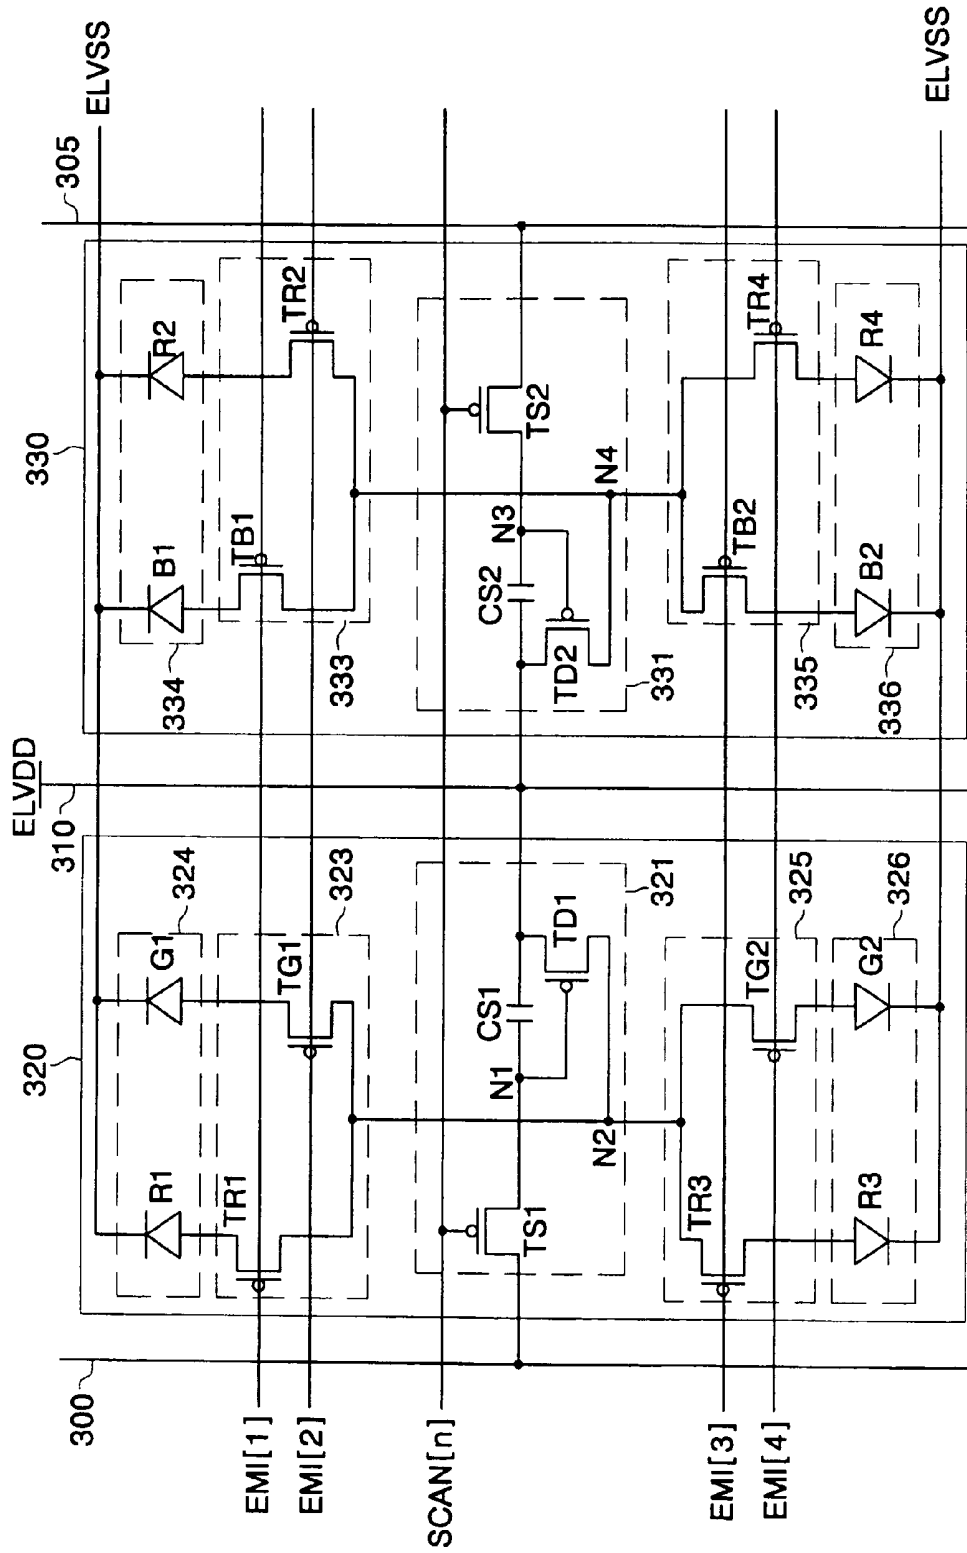 300
320
310
ELVDD
330
305
ELVSS
324
334
R1
G1
B1
R2
TR1
TG1
TB1
TR2
323
333
EMI[1]
EMI[2]
SCAN[n]
TS1
N1
CS1
TD1
N2
321
CS2
N3
TS2
TD2
N4
331
EMI[3]
EMI[4]
TR3
TG2
TB2
TR4
325
335
R3
G2
B2
R4
326
336
ELVSS